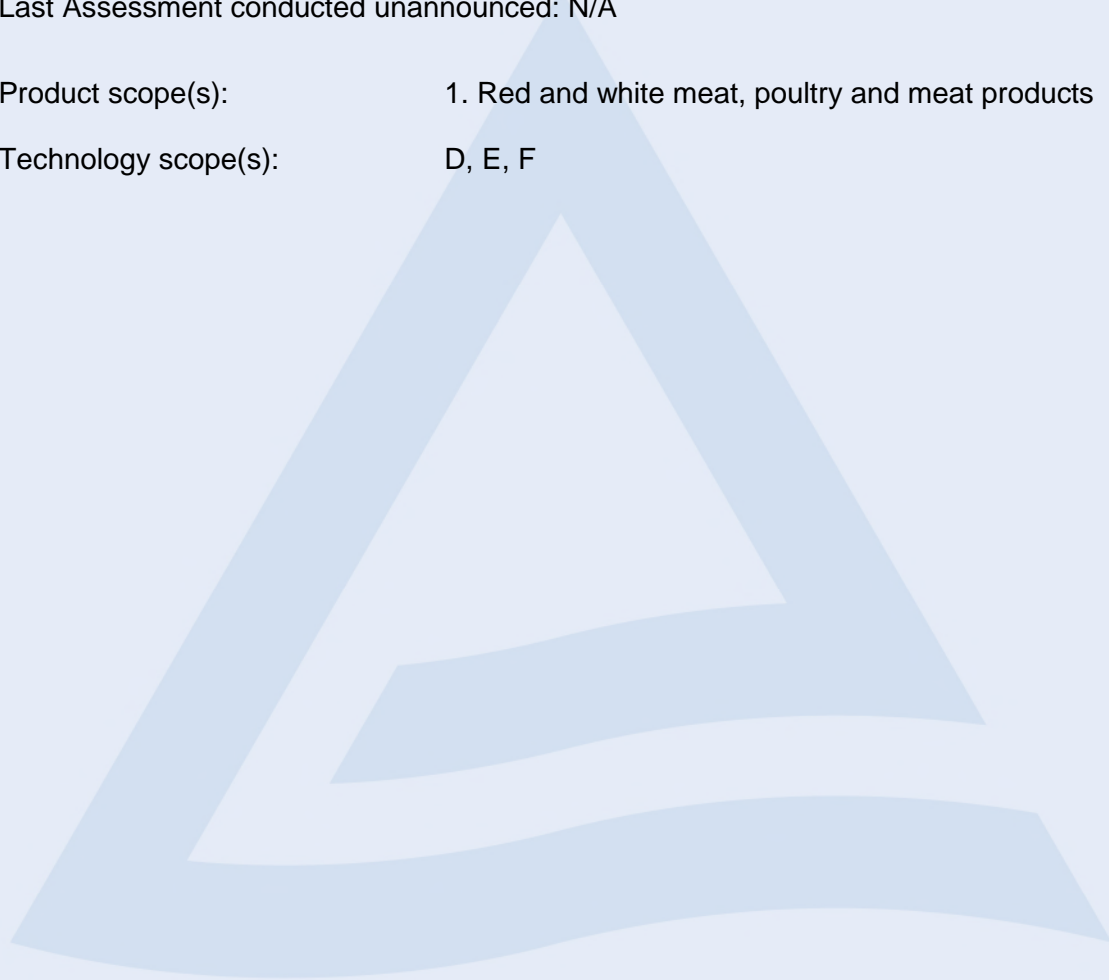 Last Assessment conducted unannounced: N/A
Product scope(s): 1. Red and white meat, poultry and meat products
Technology scope(s): D, E, F